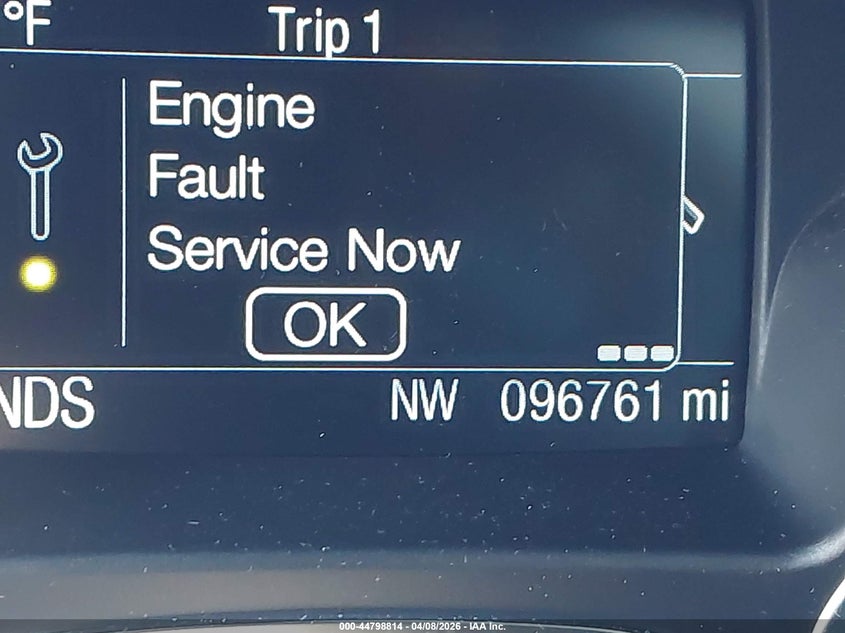 °F Trip 1
Engine
Fault
Service Now
OK
NDS NW 096761 mi
000-44798814 - 04/08/2026 - IAA Inc.